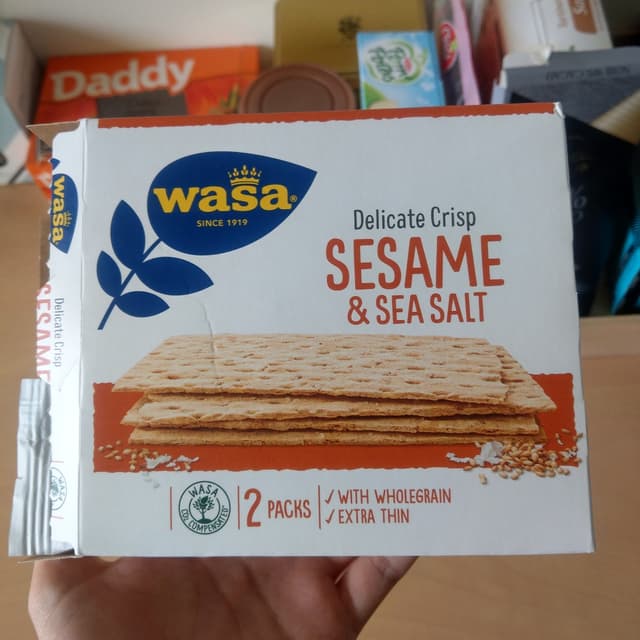 Daddy
wasa
SINCE 1919
Delicate Crisp
SESAME
& SEA SALT
WASA
CO2 COMPENSATED
2 PACKS
✓ WITH WHOLEGRAIN
✓ EXTRA THIN
wasa
Delicate Crisp
SESAME